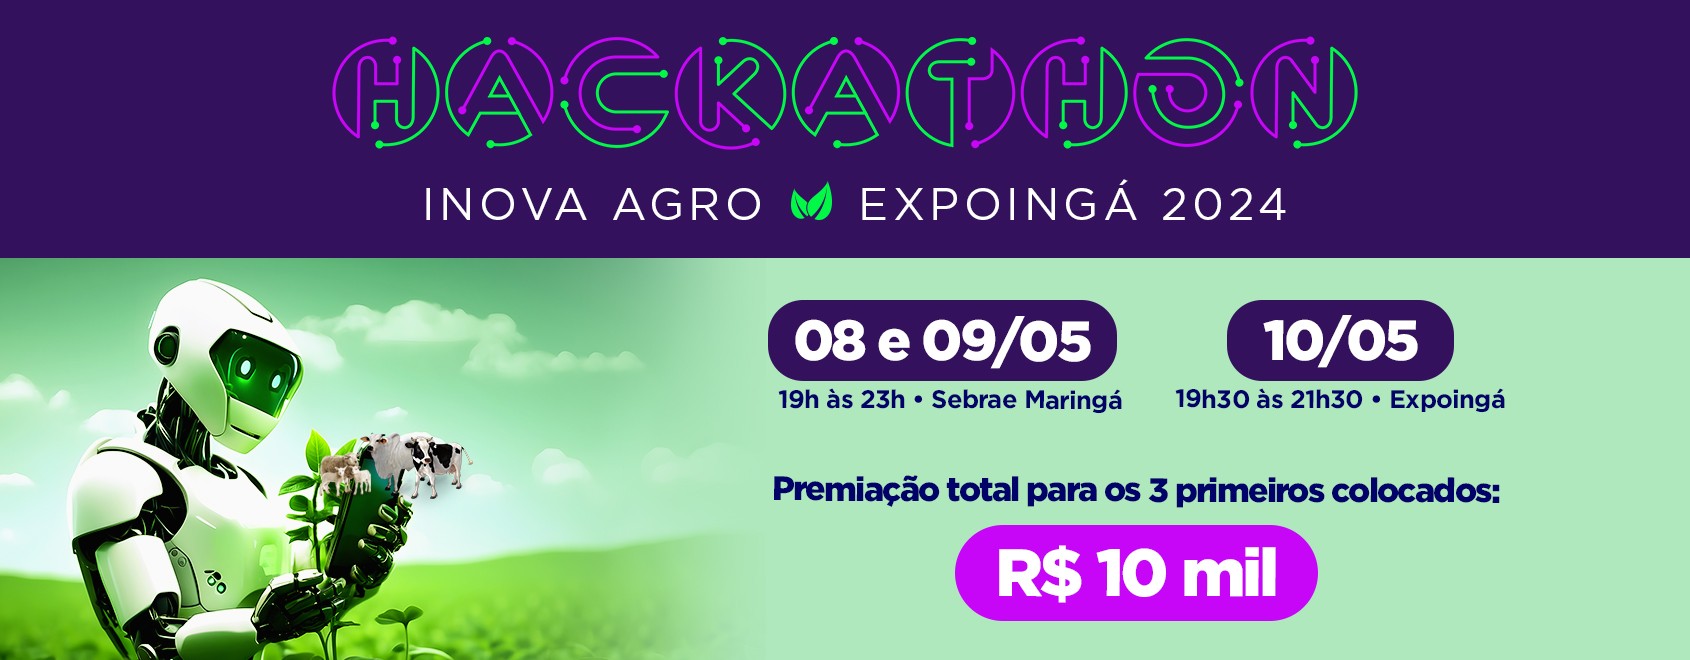 HACKATHON
INOVA AGRO EXPOINGÁ 2024
08 e 09/05
19h às 23h • Sebrae Maringá
10/05
19h30 às 21h30 • Expoingá
Premiação total para os 3 primeiros colocados:
R$ 10 mil